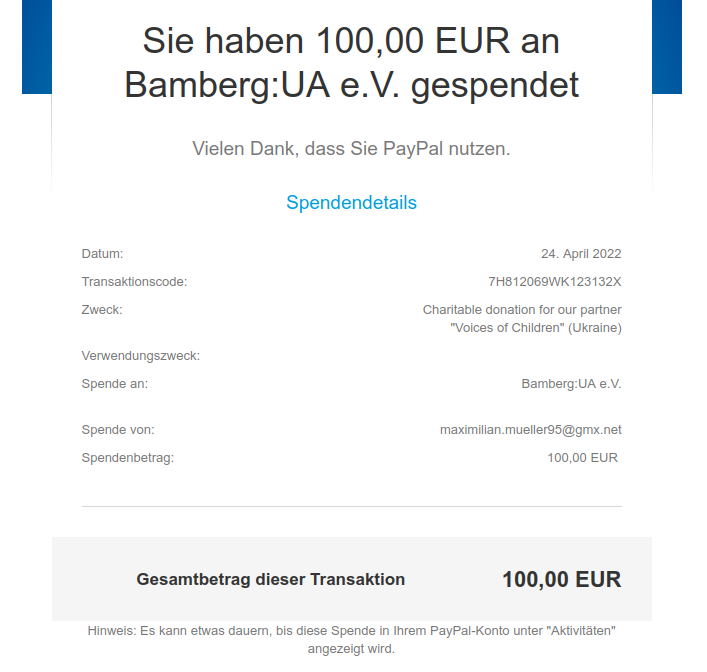 Sie haben 100,00 EUR an
Bamberg:UA e.V. gespendet
Vielen Dank, dass Sie PayPal nutzen.
Spendendetails
Datum: 24. April 2022
Transaktionscode: 7H812069WK123132X
Zweck: Charitable donation for our partner
"Voices of Children" (Ukraine)
Verwendungszweck:
Spende an: Bamberg:UA e.V.
Spende von: maximilian.mueller95@gmx.net
Spendenbetrag: 100,00 EUR
Gesamtbetrag dieser Transaktion 100,00 EUR
Hinweis: Es kann etwas dauern, bis diese Spende in Ihrem PayPal-Konto unter "Aktivitäten"
angezeigt wird.